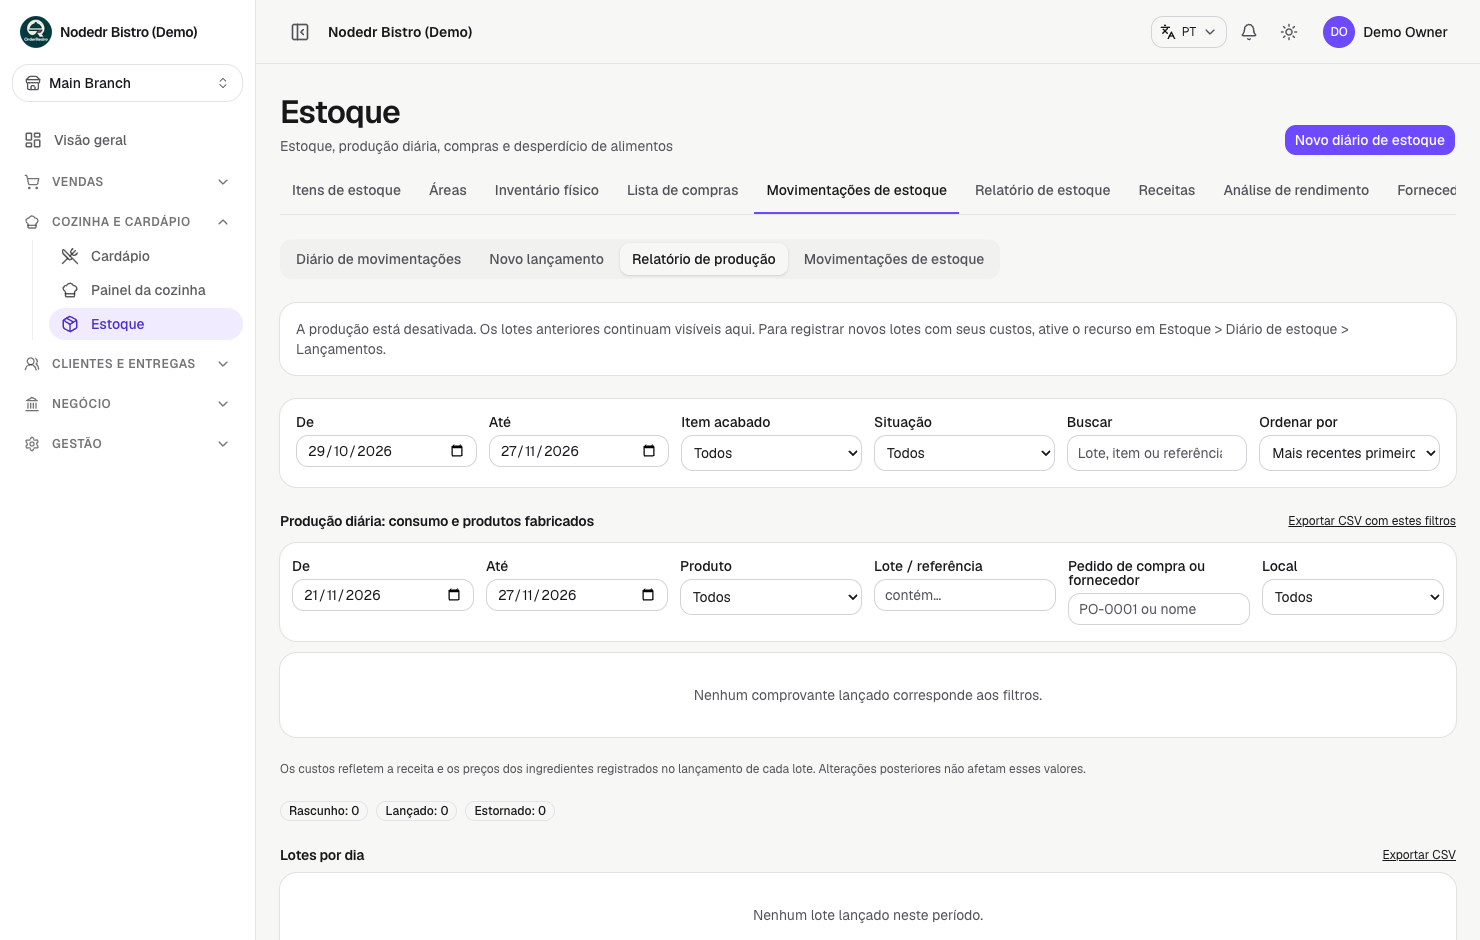 Nodedr Bistro (Demo)
Main Branch
Visão geral
VENDAS
COZINHA E CARDÁPIO
Cardápio
Painel da cozinha
Estoque
CLIENTES E ENTREGAS
NEGÓCIO
GESTÃO
Nodedr Bistro (Demo)
PT
DO
Demo Owner
Estoque
Estoque, produção diária, compras e desperdício de alimentos
Novo diário de estoque
Itens de estoque Áreas Inventário físico Lista de compras Movimentações de estoque Relatório de estoque Receitas Análise de rendimento Forneced
Diário de movimentações Novo lançamento Relatório de produção Movimentações de estoque
A produção está desativada. Os lotes anteriores continuam visíveis aqui. Para registrar novos lotes com seus custos, ative o recurso em Estoque > Diário de estoque >
Lançamentos.
De Até Item acabado Situação Buscar Ordenar por
29/10/2026 27/11/2026 Todos Todos Lote, item ou referência Mais recentes primeiro
Produção diária: consumo e produtos fabricados
Exportar CSV com estes filtros
De Até Produto Lote / referência Pedido de compra ou
fornecedor Local
21/11/2026 27/11/2026 Todos contém… PO-0001 ou nome Todos
Nenhum comprovante lançado corresponde aos filtros.
Os custos refletem a receita e os preços dos ingredientes registrados no lançamento de cada lote. Alterações posteriores não afetam esses valores.
Rascunho: 0 Lançado: 0 Estornado: 0
Lotes por dia
Exportar CSV
Nenhum lote lançado neste período.